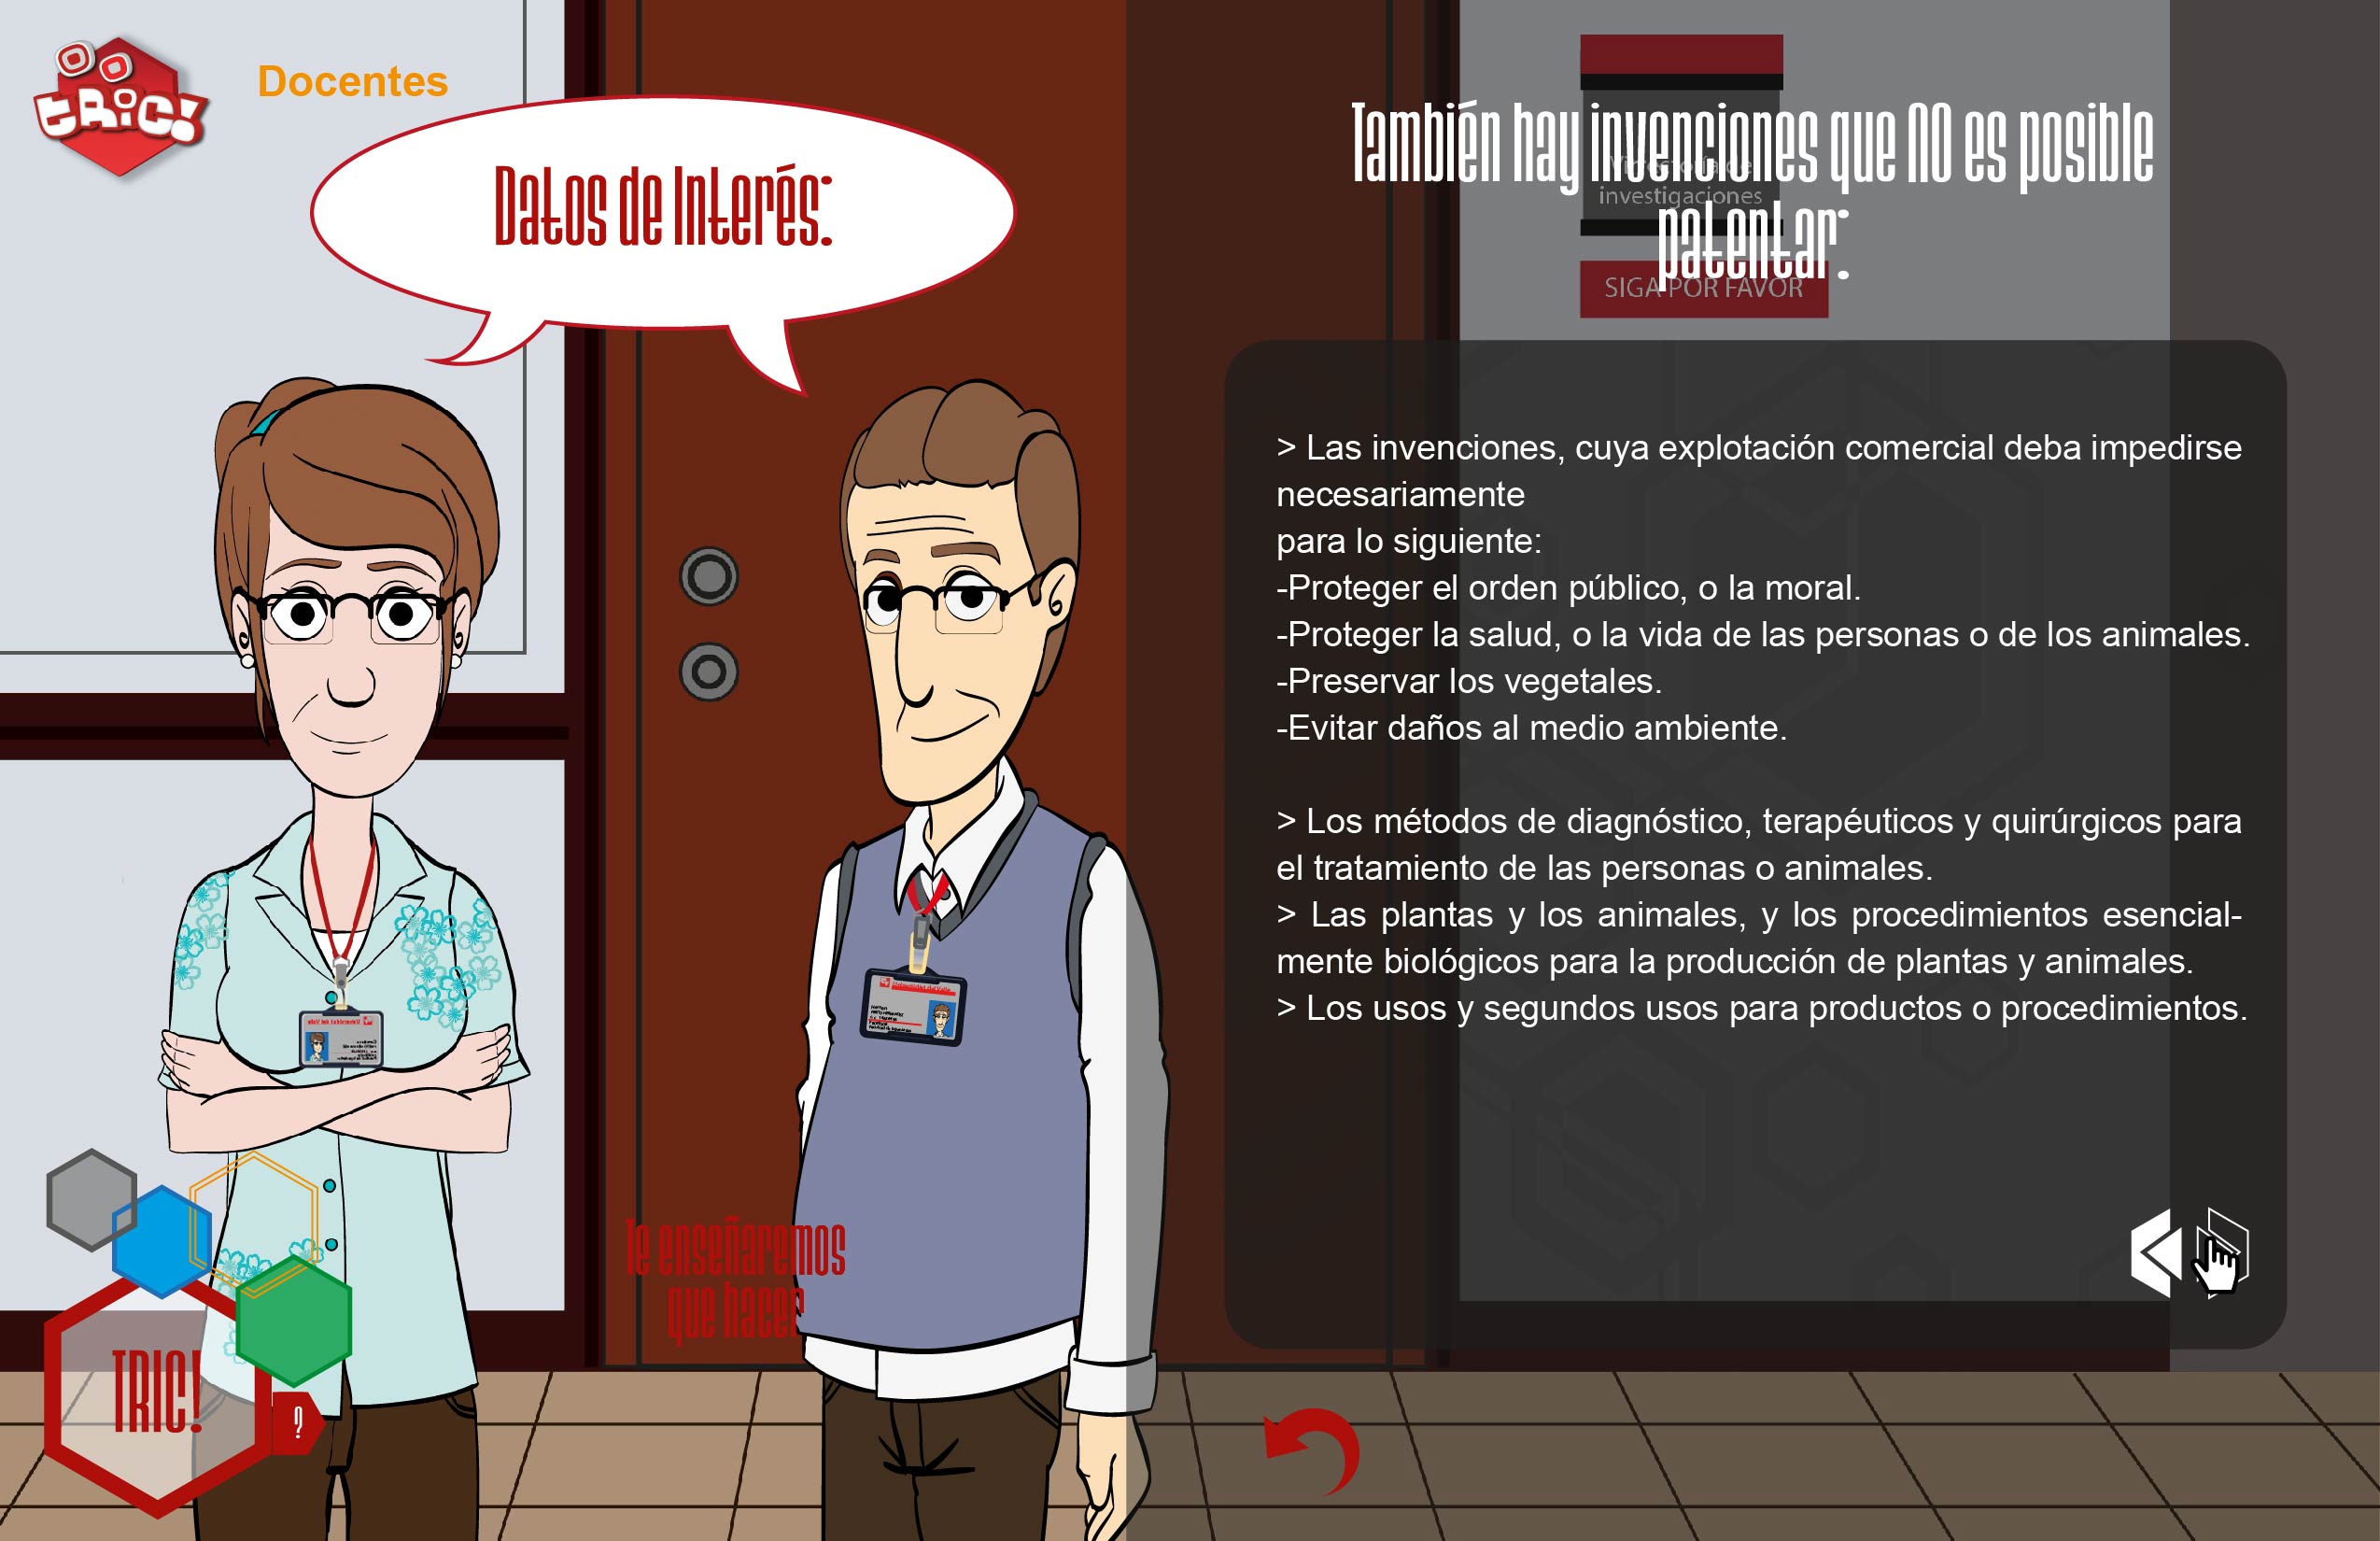 TRiC!
Docentes
Datos de Interés:
También hay invenciones que NO es posible
patentar:
investigaciones
SIGA POR FAVOR
> Las invenciones, cuya explotación comercial deba impedirse
necesariamente
para lo siguiente:
-Proteger el orden público, o la moral.
-Proteger la salud, o la vida de las personas o de los animales.
-Preservar los vegetales.
-Evitar daños al medio ambiente.
> Los métodos de diagnóstico, terapéuticos y quirúrgicos para
el tratamiento de las personas o animales.
> Las plantas y los animales, y los procedimientos esencial-
mente biológicos para la producción de plantas y animales.
> Los usos y segundos usos para productos o procedimientos.
Te enseñaremos
que hacer
TRIC!
?